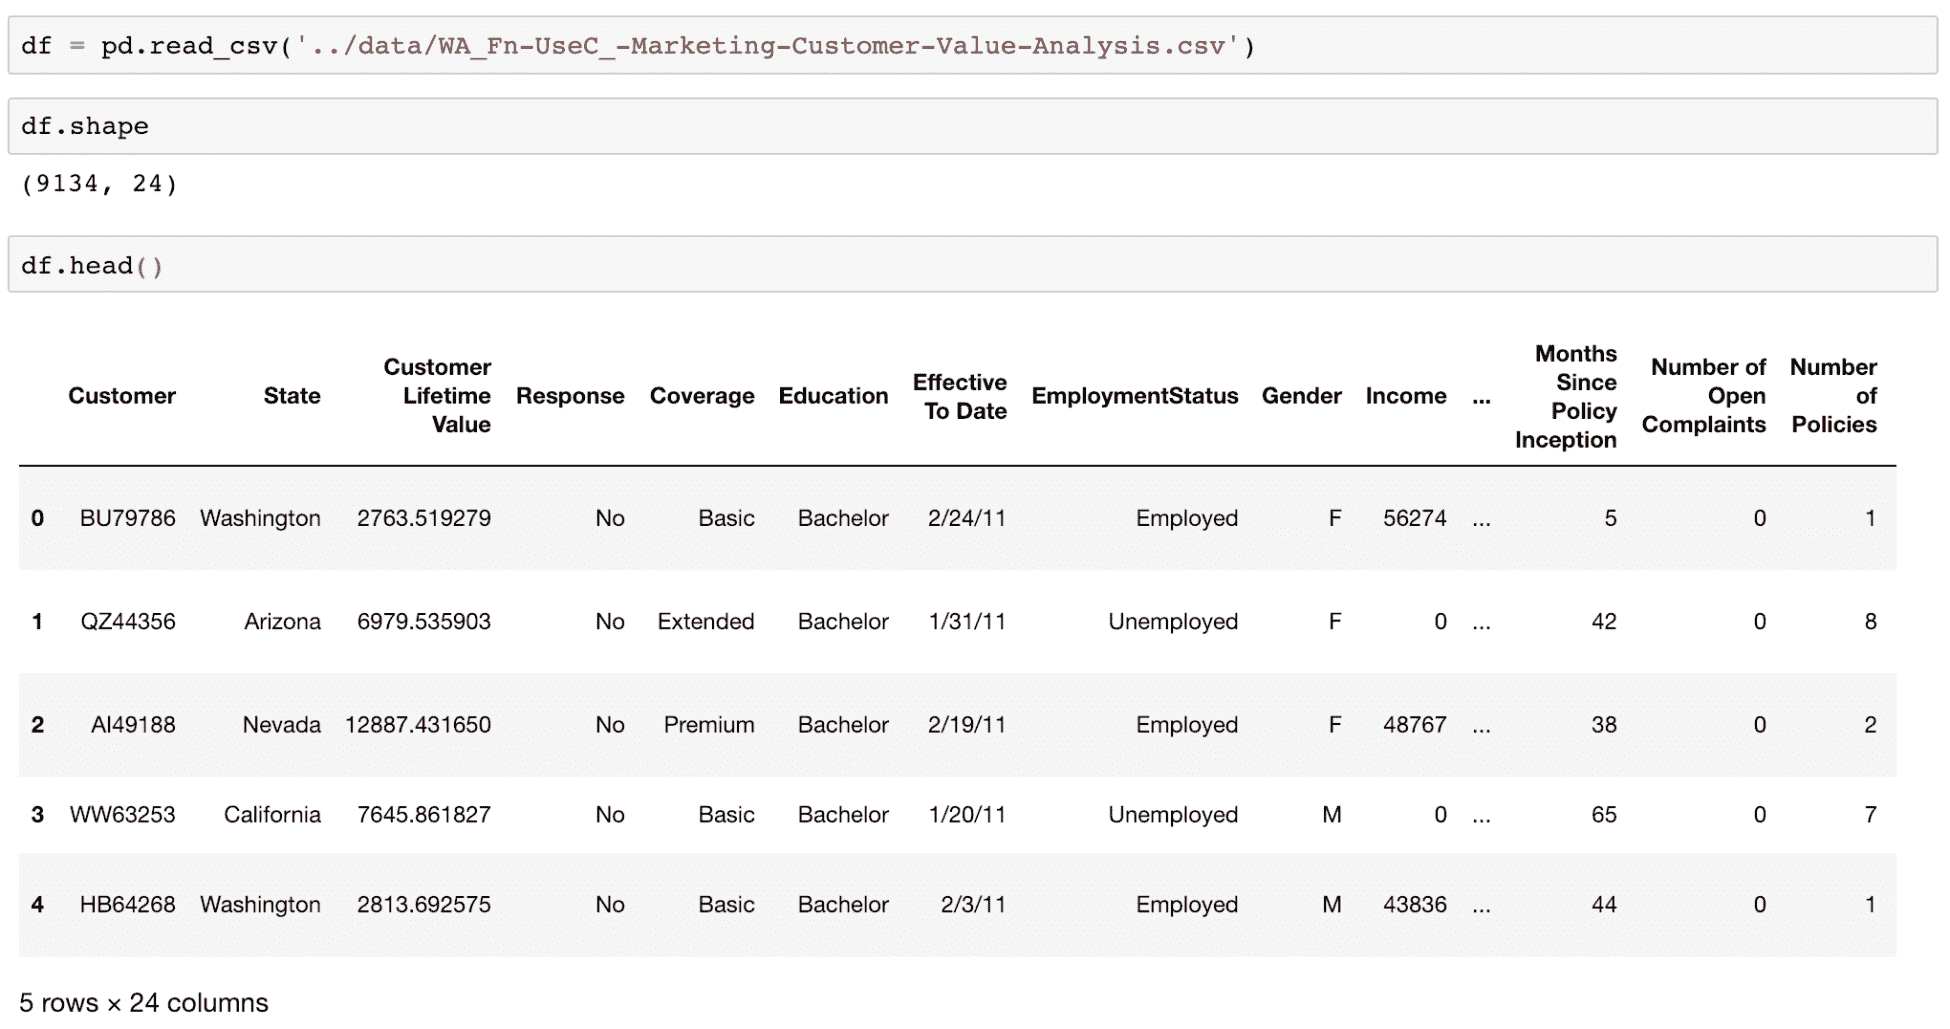 df = pd.read_csv('../data/WA_Fn-UseC_-Marketing-Customer-Value-Analysis.csv')
df.shape
(9134, 24)
df.head()
Customer State Customer Lifetime Value Response Coverage Education Effective To Date EmploymentStatus Gender Income ... Months Since Policy Inception Number of Open Complaints Number of Policies
0 BU79786 Washington 2763.519279 No Basic Bachelor 2/24/11 Employed F 56274 ... 5 0 1
1 QZ44356 Arizona 6979.535903 No Extended Bachelor 1/31/11 Unemployed F 0 ... 42 0 8
2 AI49188 Nevada 12887.431650 No Premium Bachelor 2/19/11 Employed F 48767 ... 38 0 2
3 WW63253 California 7645.861827 No Basic Bachelor 1/20/11 Unemployed M 0 ... 65 0 7
4 HB64268 Washington 2813.692575 No Basic Bachelor 2/3/11 Employed M 43836 ... 44 0 1
5 rows × 24 columns